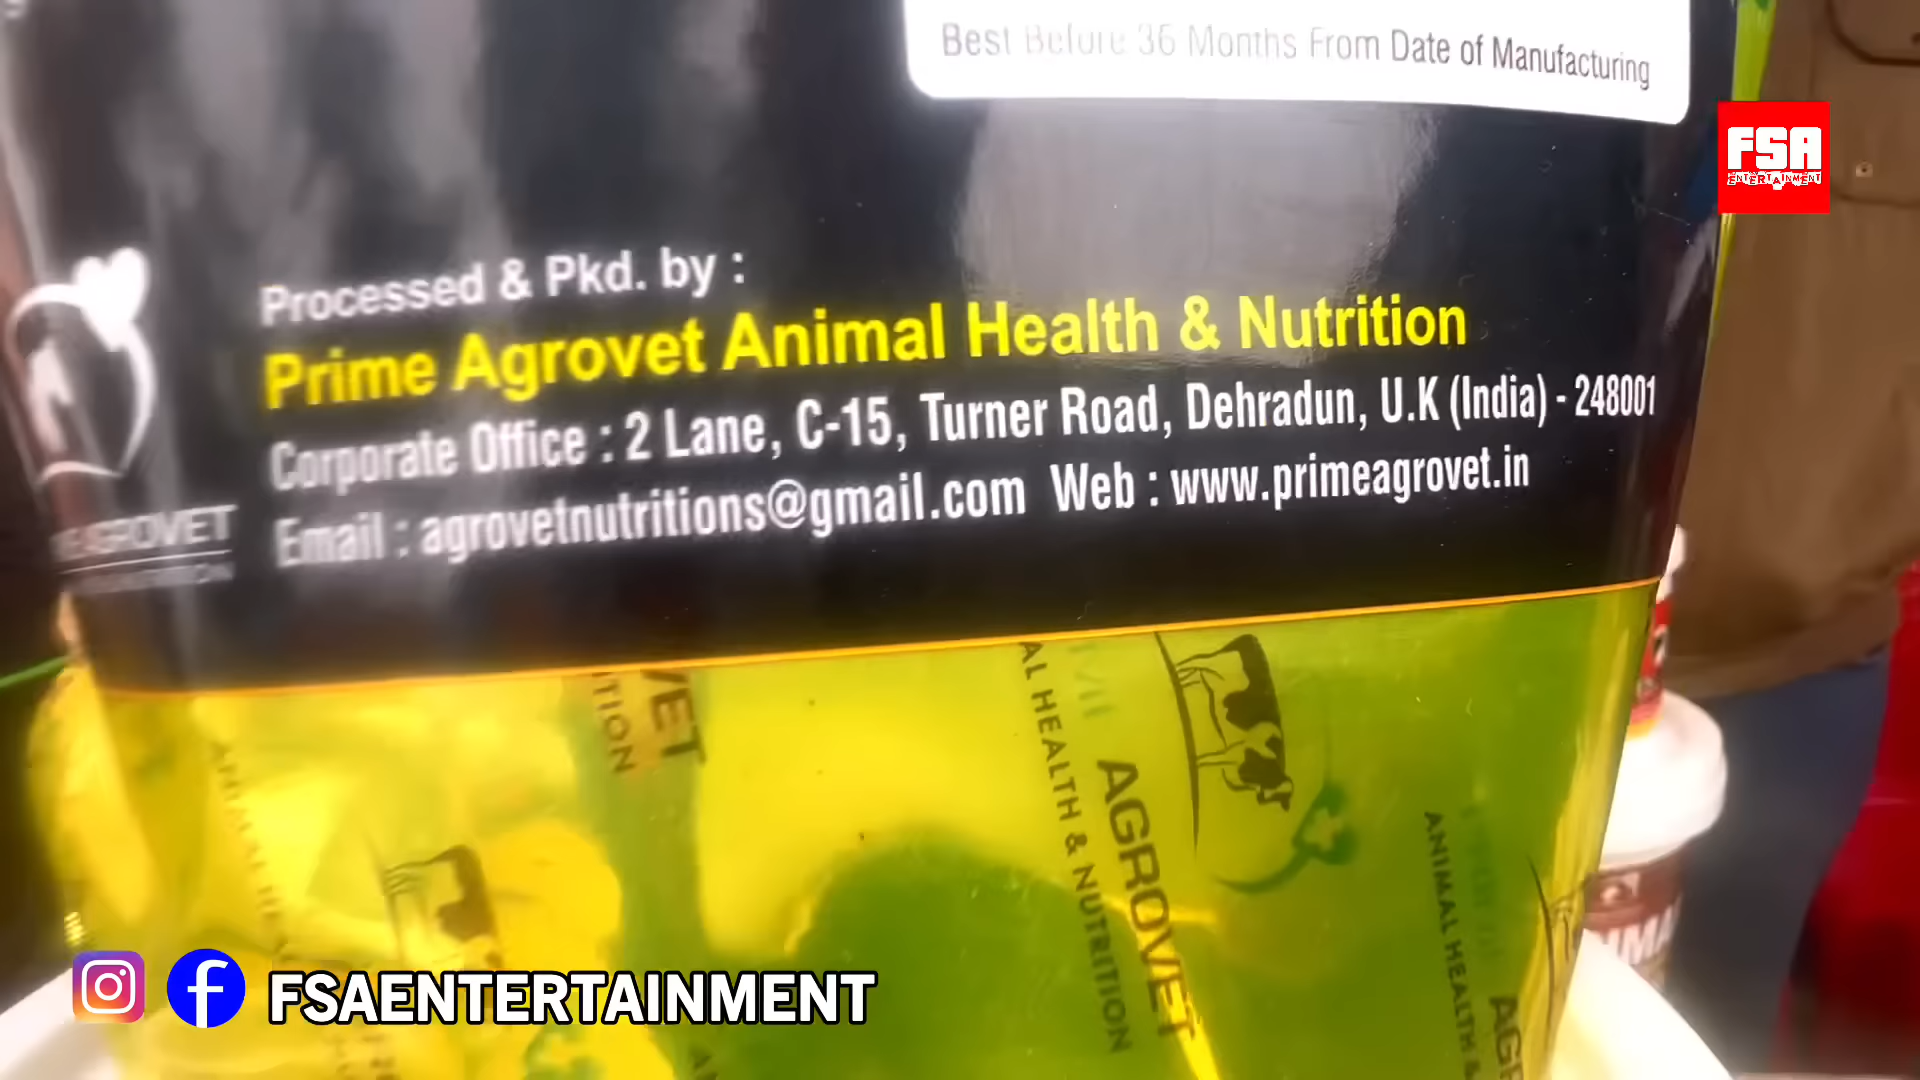 Best Before 36 Months From Date of Manufacturing
FSA
ENTERTAINMENT
Processed & Pkd. by :
Prime Agrovet Animal Health & Nutrition
Corporate Office : 2 Lane, C-15, Turner Road, Dehradun, U.K (India) - 248001
Email : agrovetnutritions@gmail.com Web : www.primeagrovet.in
AGROVET
VET
AL HEALTH & NUTRITION
AGROVET
ANIMAL HEALTH &
FSAENTERTAINMENT